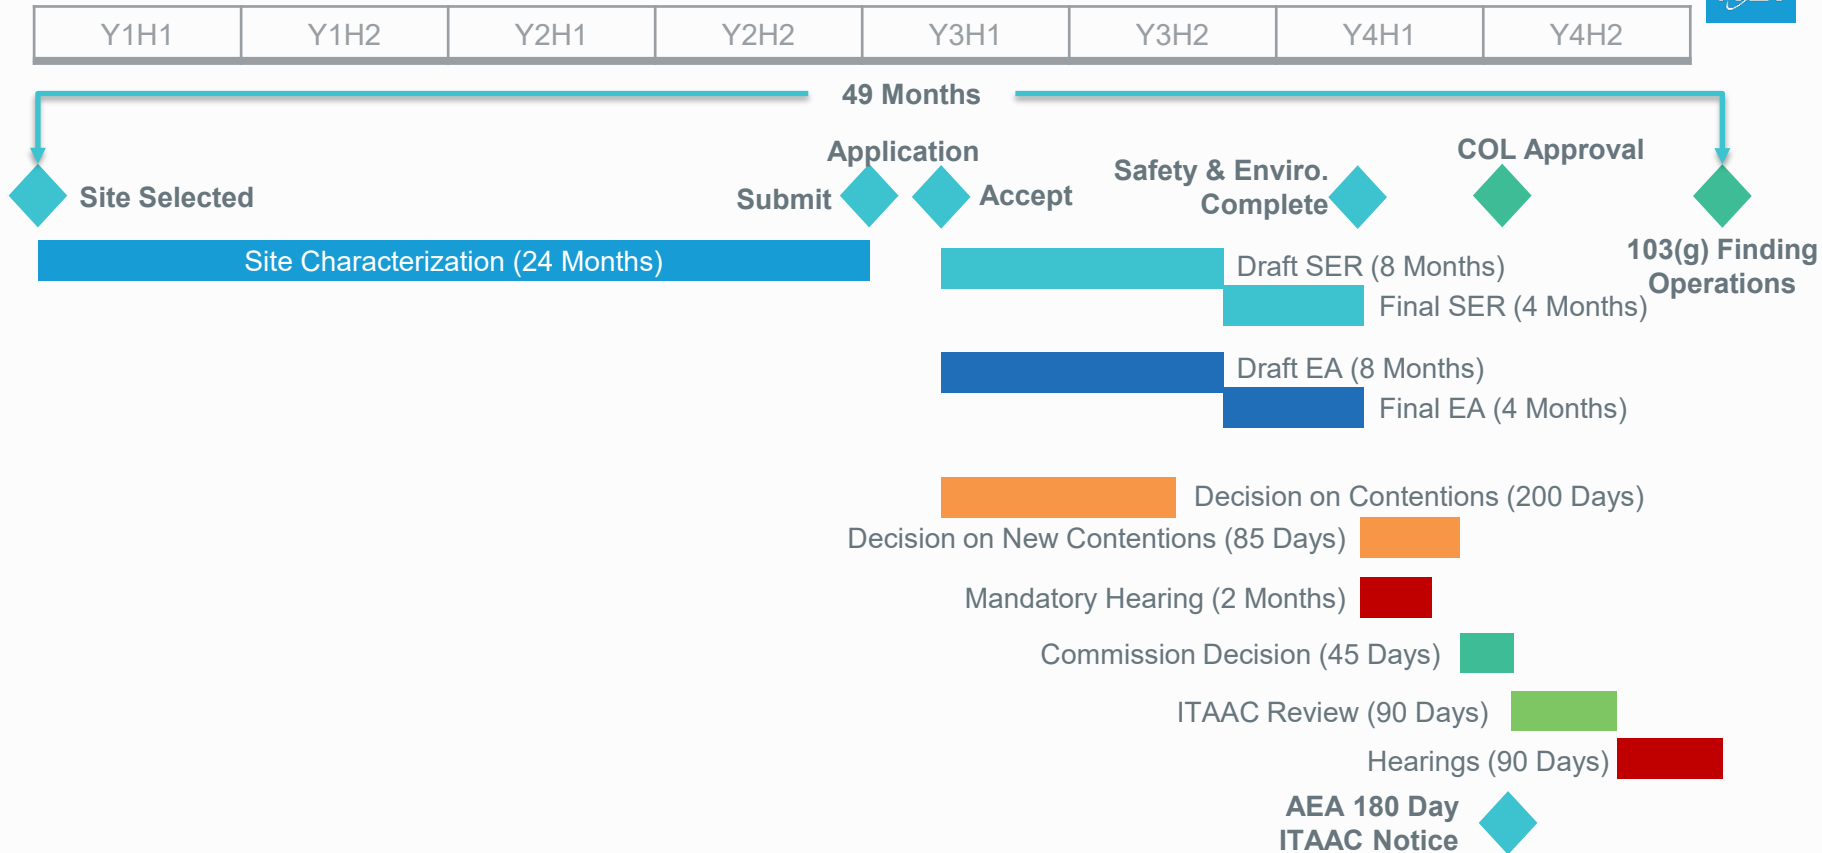 Y1H1 Y1H2 Y2H1 Y2H2 Y3H1 Y3H2 Y4H1 Y4H2
49 Months
Site Selected
Application
Submit
Accept
Safety & Enviro.
Complete
COL Approval
103(g) Finding
Operations
Site Characterization (24 Months)
Draft SER (8 Months)
Final SER (4 Months)
Draft EA (8 Months)
Final EA (4 Months)
Decision on Contentions (200 Days)
Decision on New Contentions (85 Days)
Mandatory Hearing (2 Months)
Commission Decision (45 Days)
ITAAC Review (90 Days)
Hearings (90 Days)
AEA 180 Day
ITAAC Notice